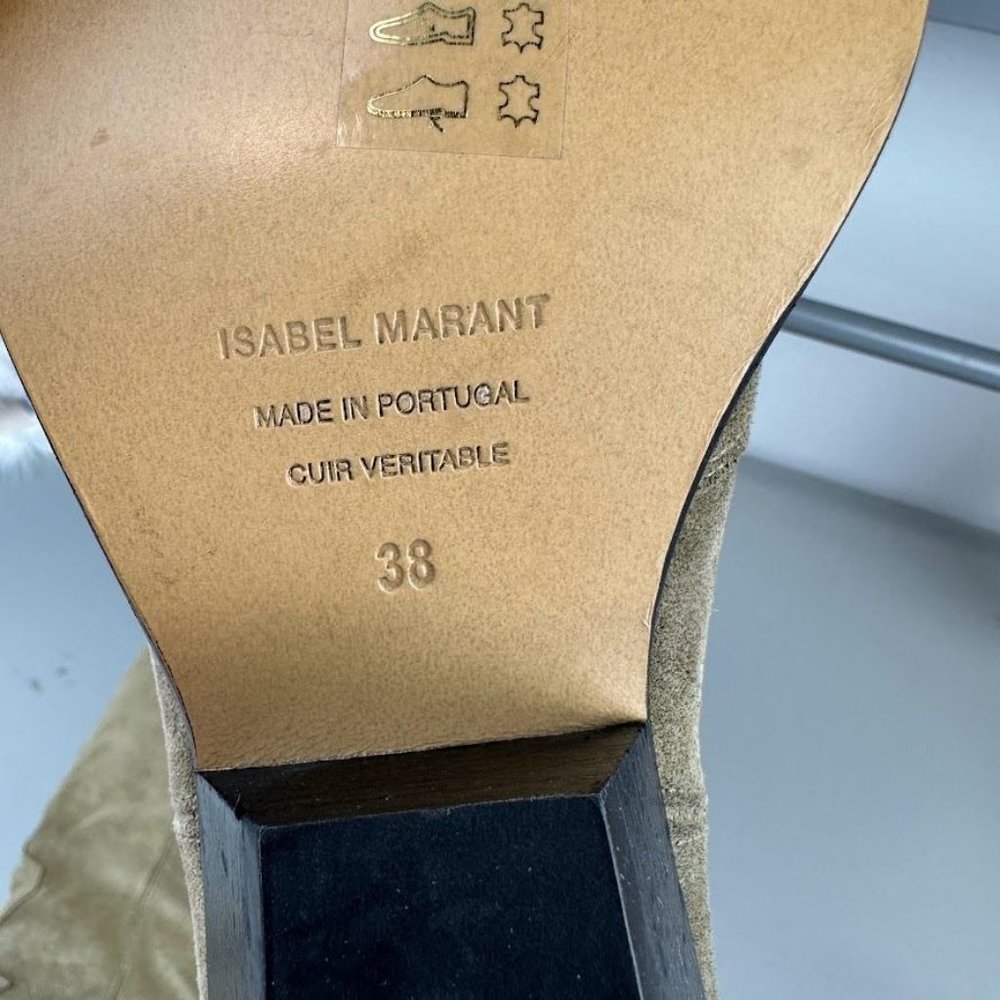 ISABEL MARANT
MADE IN PORTUGAL
CUIR VERITABLE
38